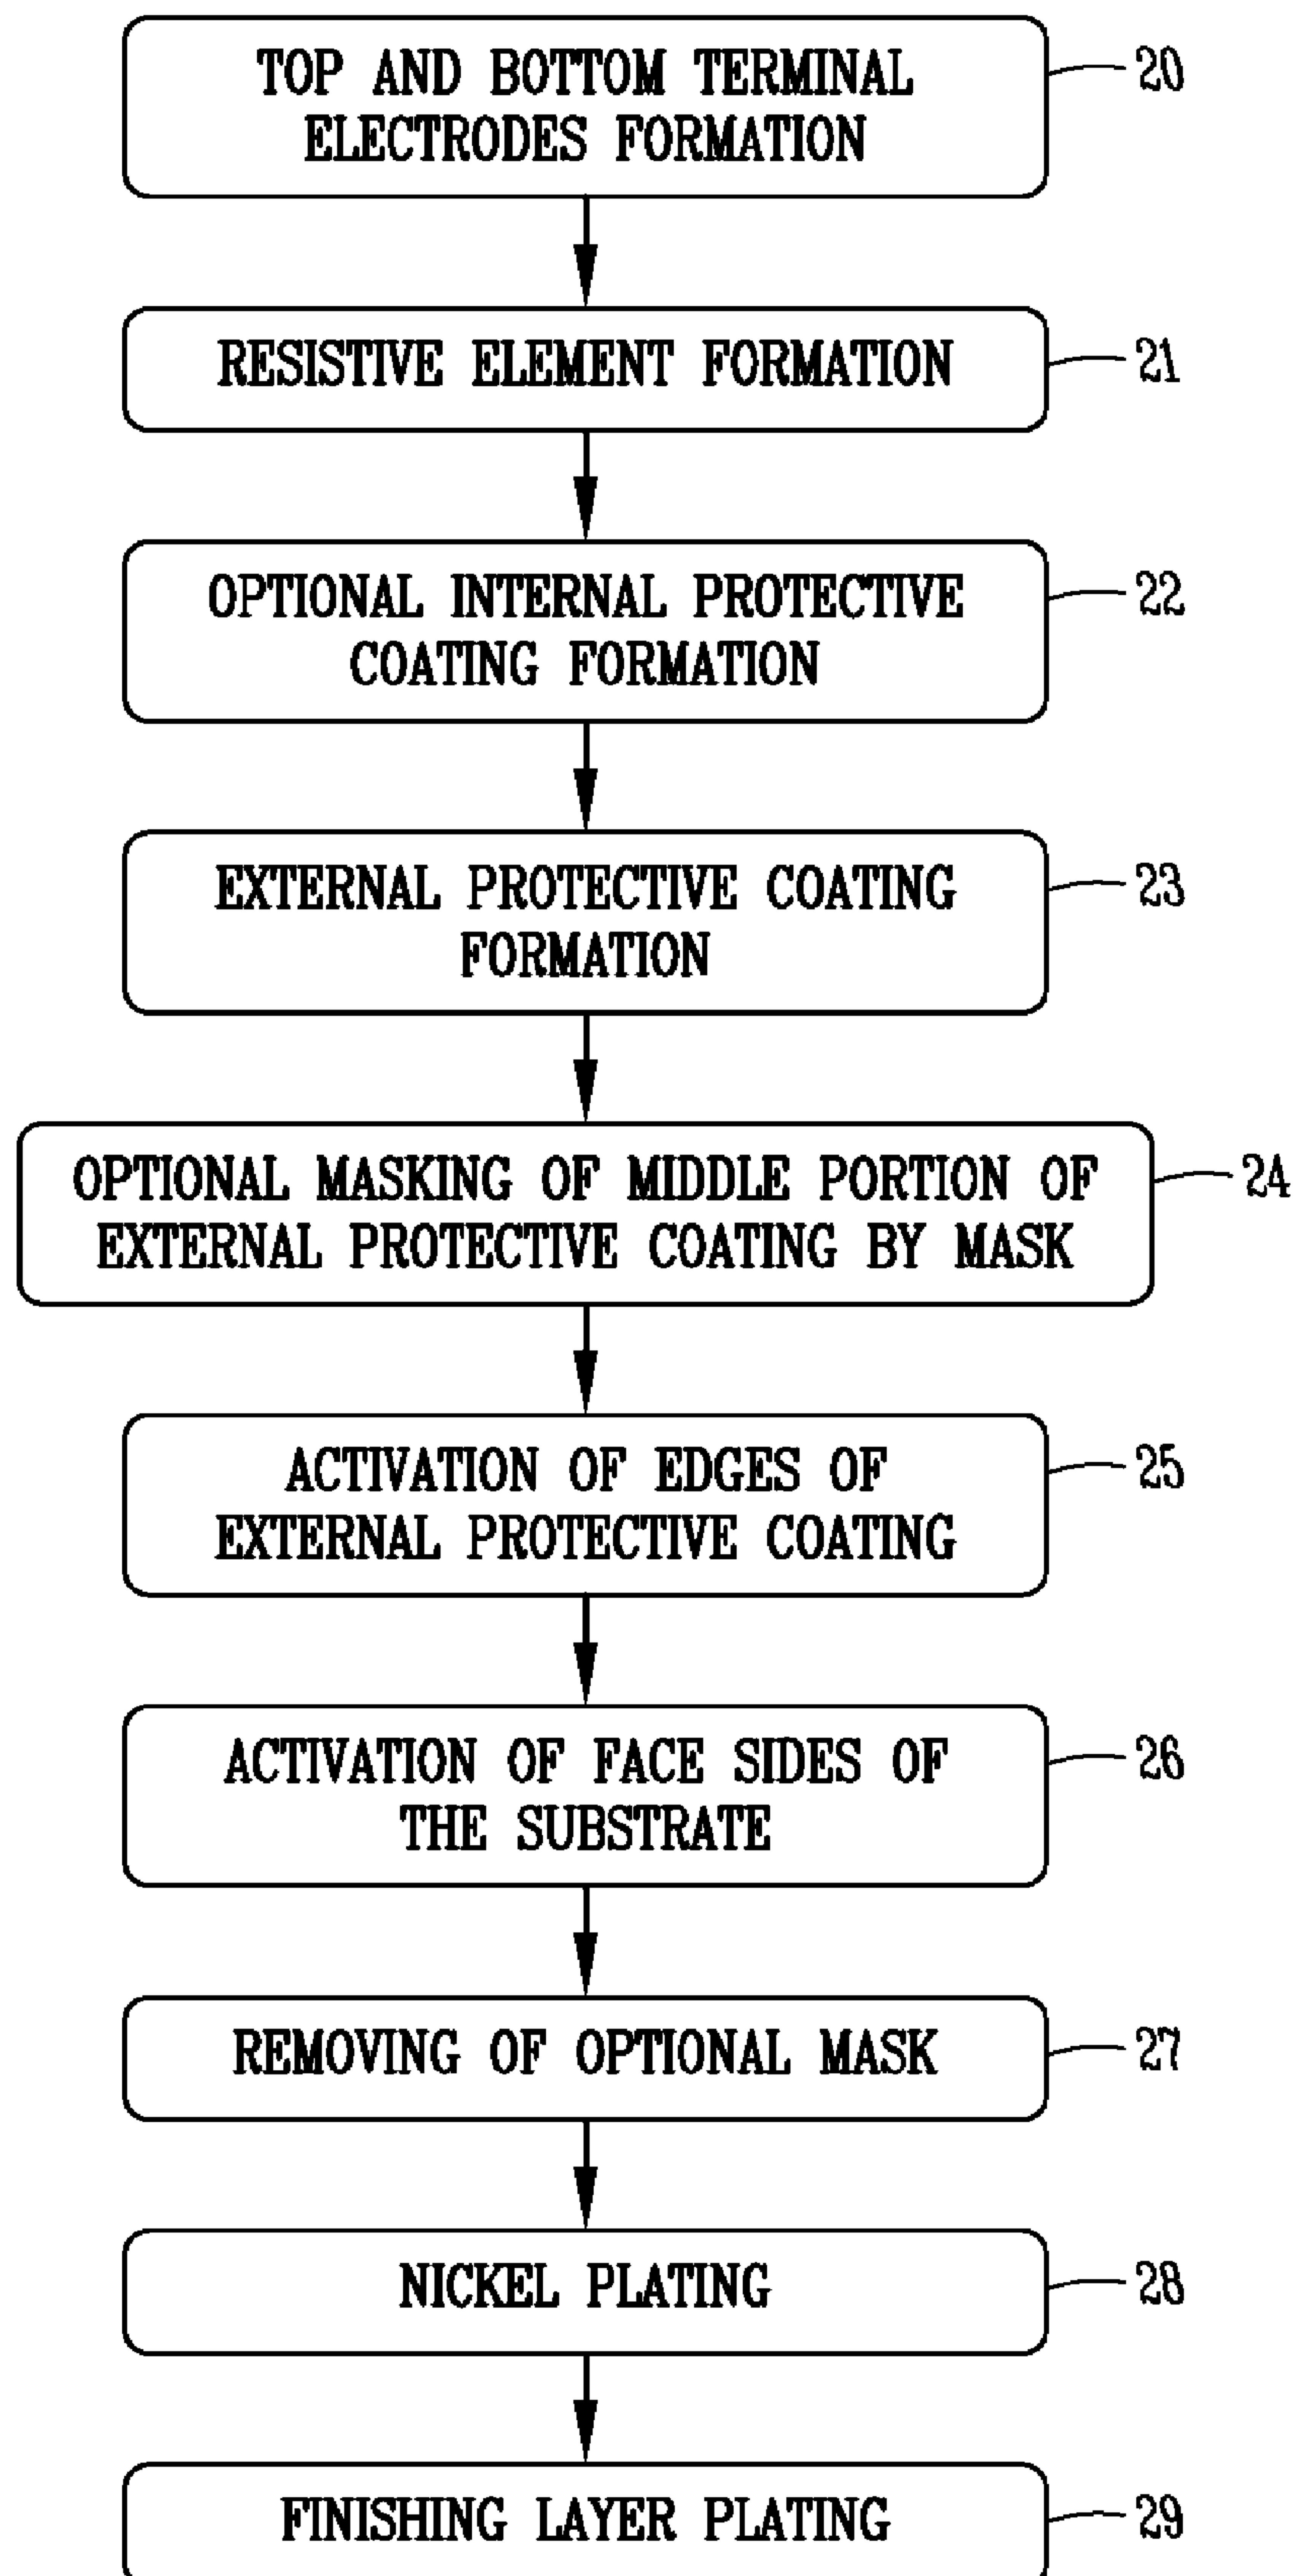 TOP AND BOTTOM TERMINAL
ELECTRODES FORMATION
20
RESISTIVE ELEMENT FORMATION
21
OPTIONAL INTERNAL PROTECTIVE
COATING FORMATION
22
EXTERNAL PROTECTIVE COATING
FORMATION
23
OPTIONAL MASKING OF MIDDLE PORTION OF
EXTERNAL PROTECTIVE COATING BY MASK
24
ACTIVATION OF EDGES OF
EXTERNAL PROTECTIVE COATING
25
ACTIVATION OF FACE SIDES OF
THE SUBSTRATE
26
REMOVING OF OPTIONAL MASK
27
NICKEL PLATING
28
FINISHING LAYER PLATING
29